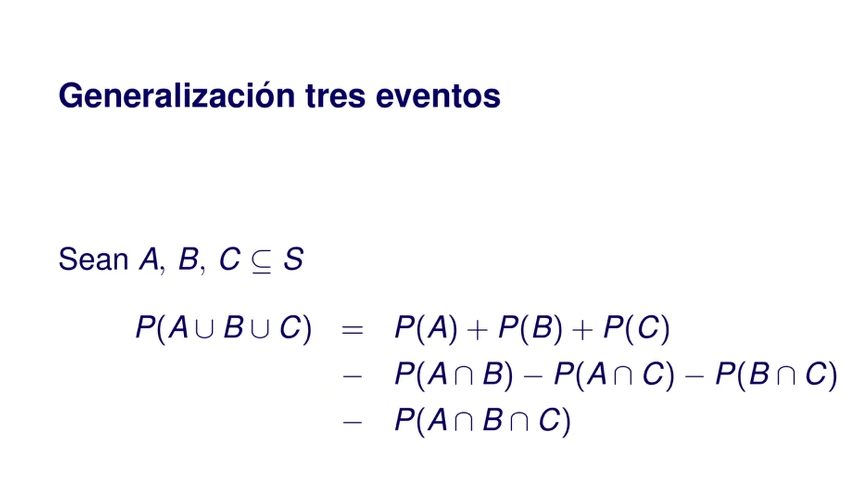 Generalización tres eventos
Sean A, B, C ⊆ S
P(A ∪ B ∪ C) = P(A) + P(B) + P(C)
− P(A ∩ B) − P(A ∩ C) − P(B ∩ C)
− P(A ∩ B ∩ C)